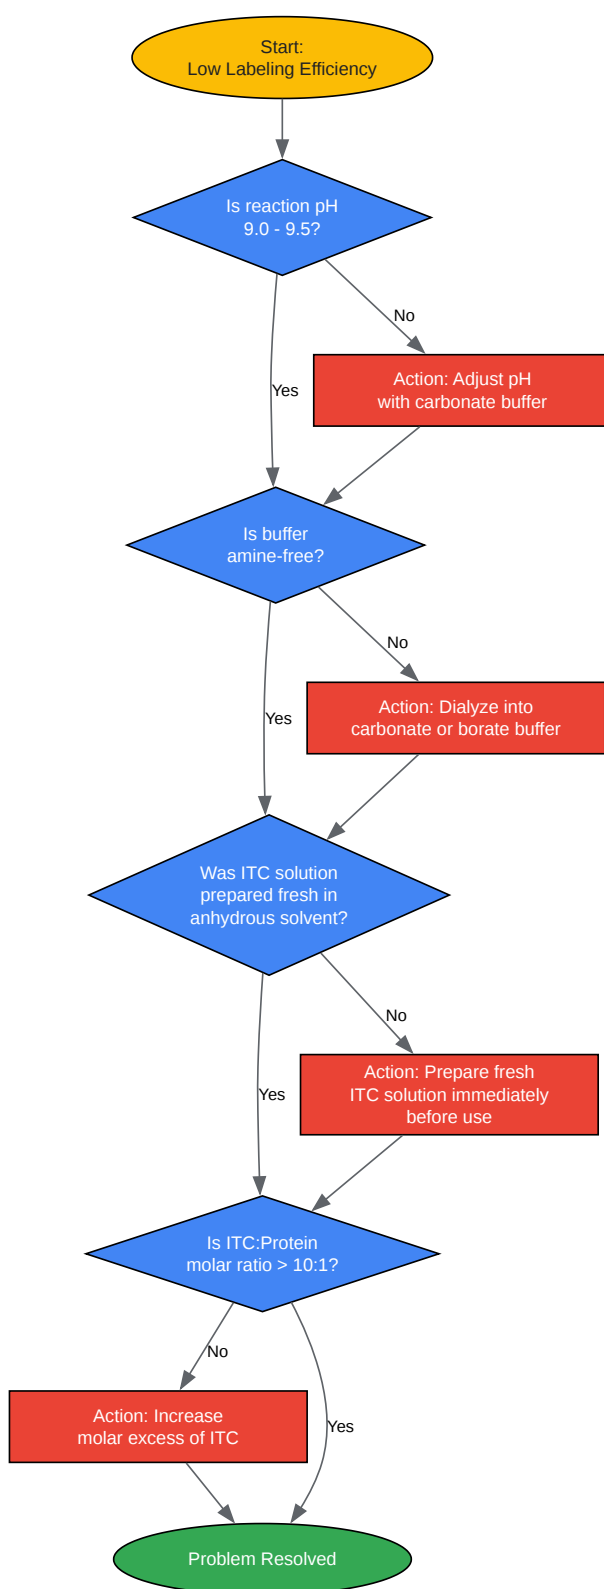 Start:
Low Labeling Efficiency
Is reaction pH
9.0 - 9.5?
No
Yes
Action: Adjust pH
with carbonate buffer
Is buffer
amine-free?
No
Yes
Action: Dialyze into
carbonate or borate buffer
Was ITC solution
prepared fresh in
anhydrous solvent?
No
Yes
Action: Prepare fresh
ITC solution immediately
before use
Is ITC:Protein
molar ratio > 10:1?
No
Yes
Action: Increase
molar excess of ITC
Problem Resolved